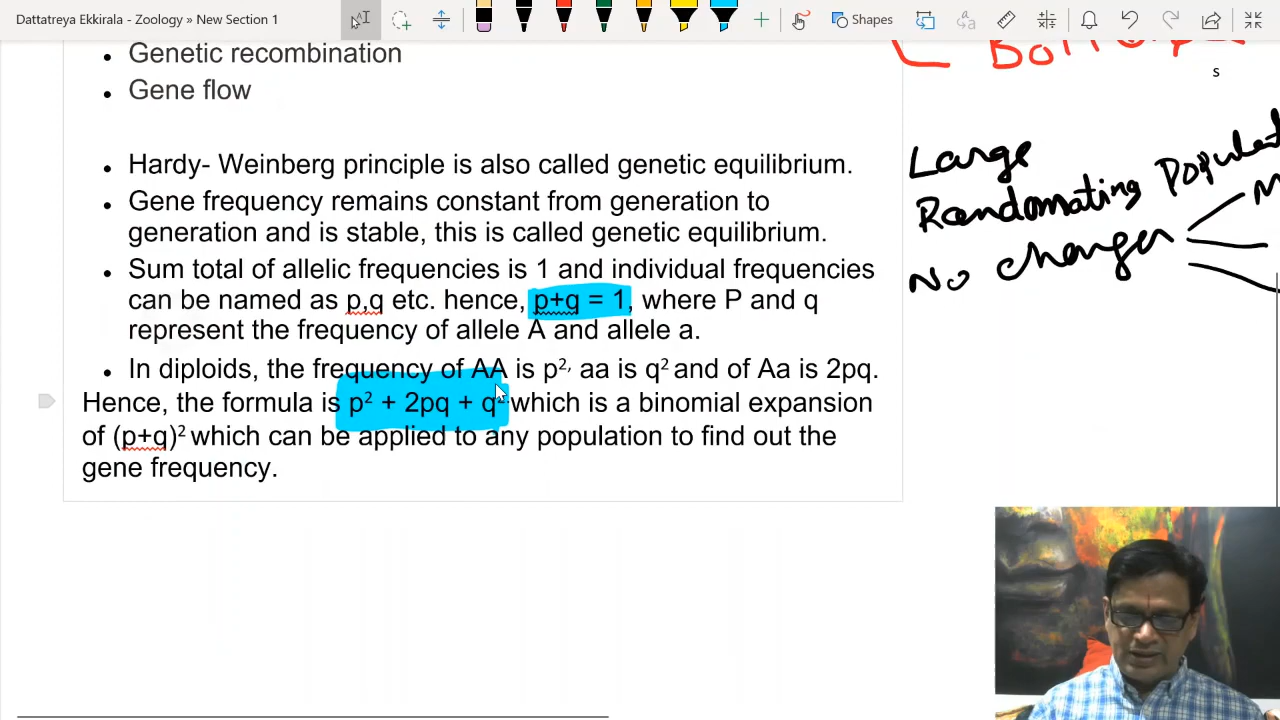 Dattatreya Ekkirala - Zoology » New Section 1
Shapes
• Genetic recombination
• Gene flow
s
• Hardy- Weinberg principle is also called genetic equilibrium.
• Gene frequency remains constant from generation to
generation and is stable, this is called genetic equilibrium.
• Sum total of allelic frequencies is 1 and individual frequencies
can be named as p,q etc. hence, p+q = 1, where P and q
represent the frequency of allele A and allele a.
• In diploids, the frequency of AA is p², aa is q² and of Aa is 2pq.
Hence, the formula is p² + 2pq + q² which is a binomial expansion
of (p+q)² which can be applied to any population to find out the
gene frequency.
Large
Randomating
No